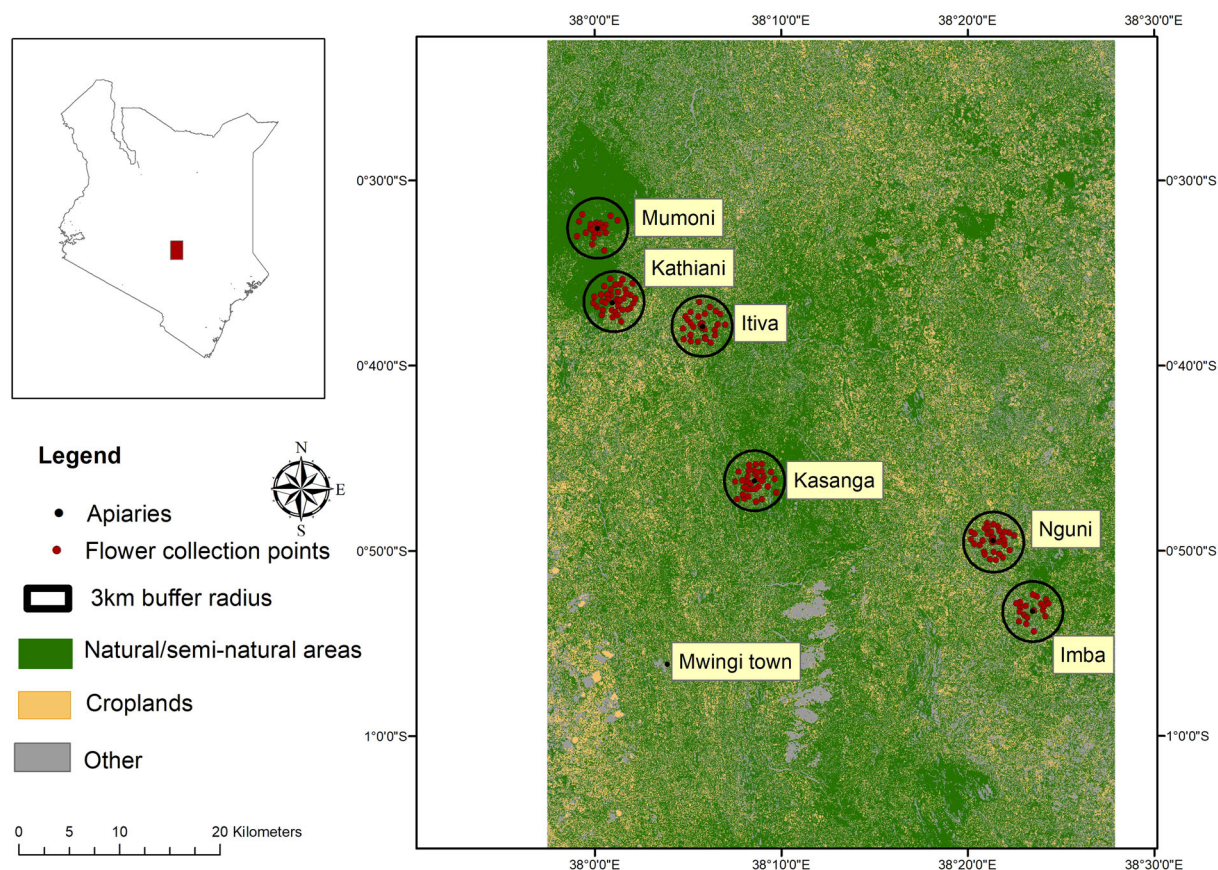 38°0'0"E 38°10'0"E 38°20'0"E 38°30'0"E
0°30'0"S 0°30'0"S
Mumoni
Kathiani
Itiva
0°40'0"S 0°40'0"S
Kasanga
Nguni
0°50'0"S 0°50'0"S
Imba
Mwingi town
1°0'0"S 1°0'0"S
38°0'0"E 38°10'0"E 38°20'0"E 38°30'0"E
Legend
N
E
S
Apiaries
Flower collection points
3km buffer radius
Natural/semi-natural areas
Croplands
Other
0 5 10 20 Kilometers